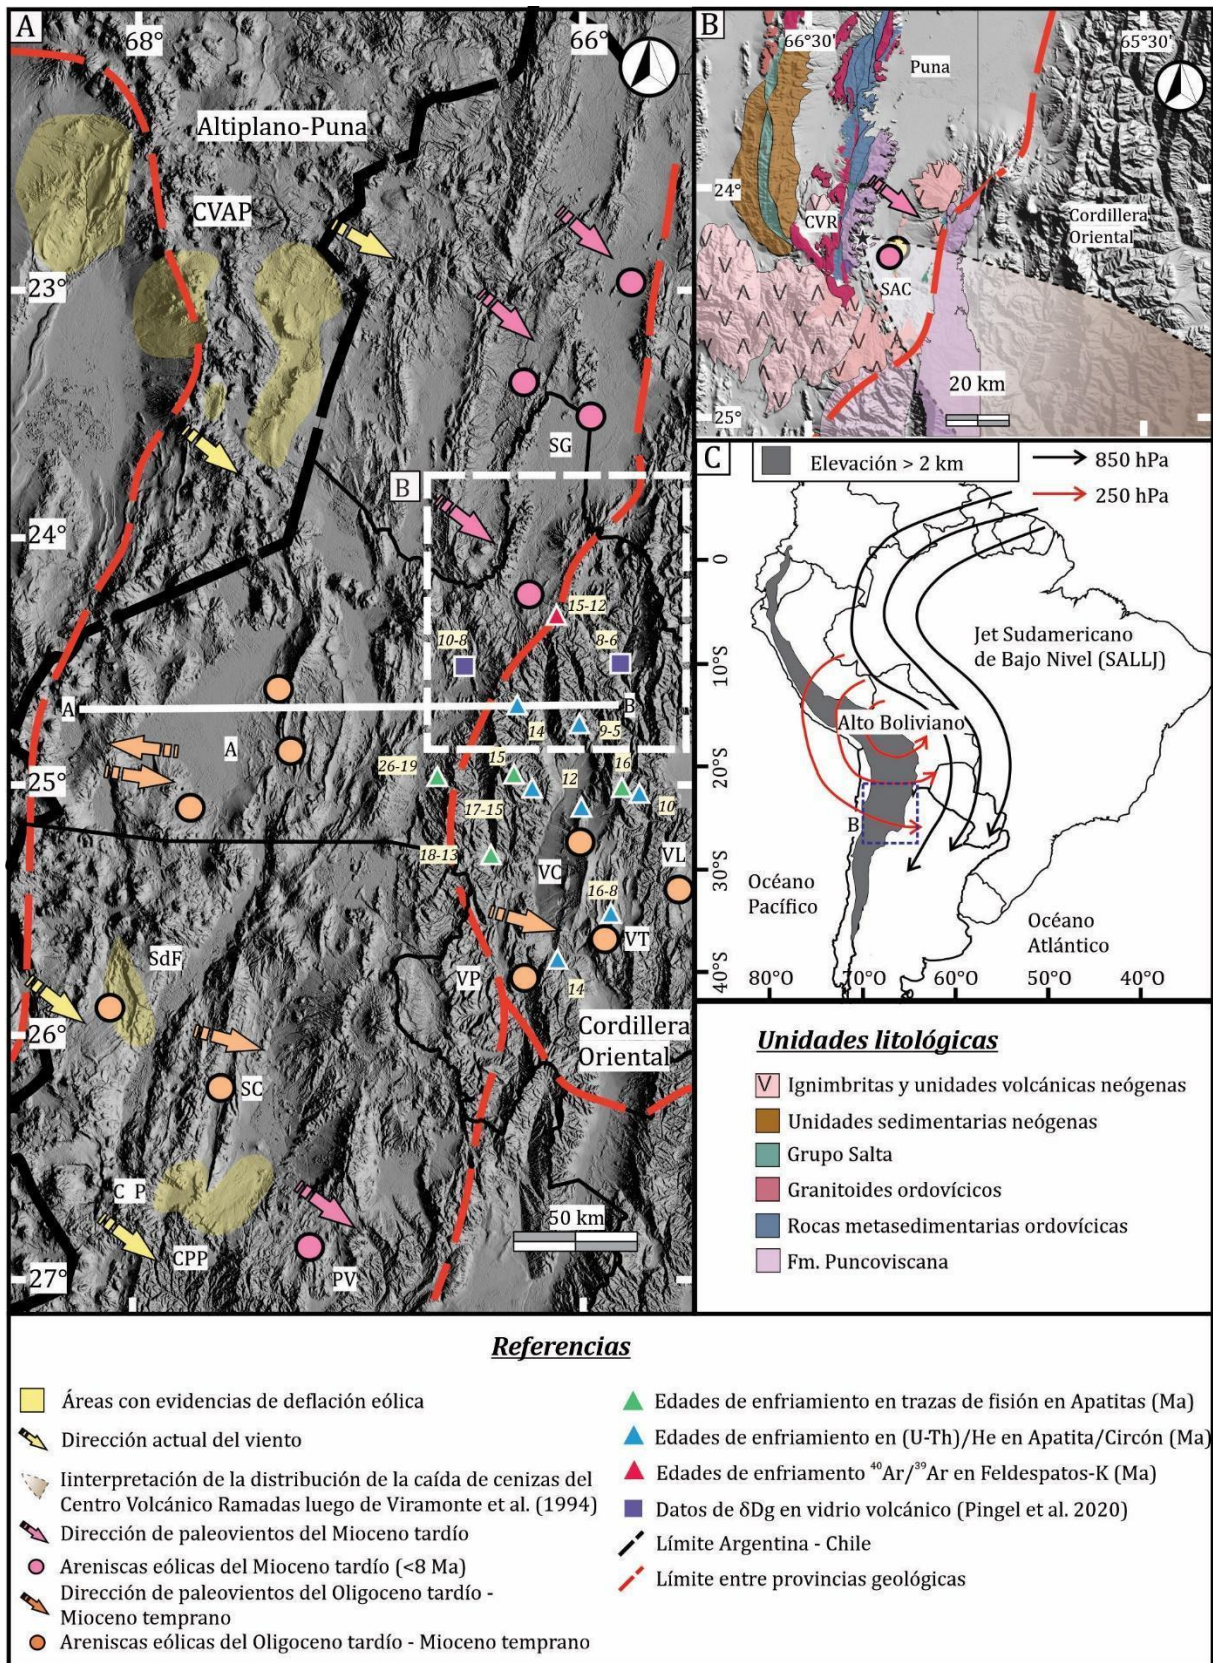 A
68°
66°
Altiplano-Puna
CVAP
23°
SG
B
24°
15-12
10-8
8-6
A
B
14
9-5
A
25°
26-19
15
12
16
17-15
10
18-13
VC
VL
16-8
SdF
VT
VP
14
26°
Cordillera
Oriental
SC
C P
50 km
CPP
PV
27°
B
66°30'
65°30'
Puna
24°
CVR
Cordillera
Oriental
SAC
20 km
25°
C
Elevación > 2 km
850 hPa
250 hPa
0
10°S
20°S
30°S
40°S
Jet Sudamericano
de Bajo Nivel (SALLJ)
Alto Boliviano
B
Océano
Pacífico
Océano
Atlántico
80°O
70°O
60°O
50°O
40°O
Unidades litológicas
V Ignimbritas y unidades volcánicas neógenas
Unidades sedimentarias neógenas
Grupo Salta
Granitoides ordovícicos
Rocas metasedimentarias ordovícicas
Fm. Puncoviscana
Referencias
Áreas con evidencias de deflación eólica
Dirección actual del viento
Iinterpretación de la distribución de la caída de cenizas del
Centro Volcánico Ramadas luego de Viramonte et al. (1994)
Dirección de paleovientos del Mioceno tardío
Areniscas eólicas del Mioceno tardío (<8 Ma)
Dirección de paleovientos del Oligoceno tardío -
Mioceno temprano
Areniscas eólicas del Oligoceno tardío - Mioceno temprano
Edades de enfriamiento en trazas de fisión en Apatitas (Ma)
Edades de enfriamiento en (U-Th)/He en Apatita/Circón (Ma)
Edades de enfriamento ⁴⁰Ar/³⁹Ar en Feldespatos-K (Ma)
Datos de δDg en vidrio volcánico (Pingel et al. 2020)
Límite Argentina - Chile
Límite entre provincias geológicas